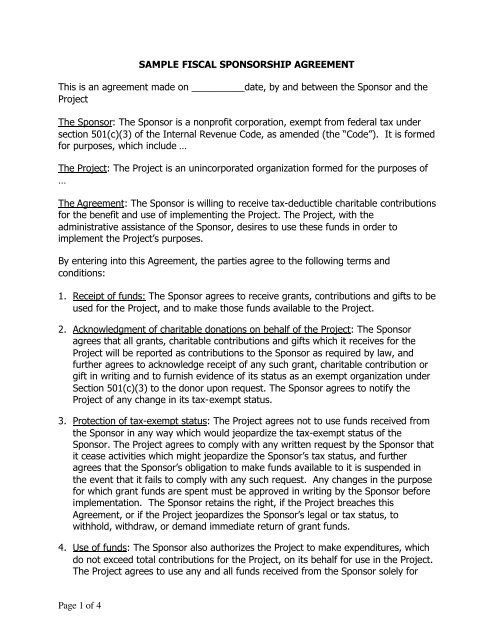 SAMPLE FISCAL SPONSORSHIP AGREEMENT
This is an agreement made on __________date, by and between the Sponsor and the
Project
The Sponsor: The Sponsor is a nonprofit corporation, exempt from federal tax under
section 501(c)(3) of the Internal Revenue Code, as amended (the “Code”).  It is formed
for purposes, which include …
The Project: The Project is an unincorporated organization formed for the purposes of
…
The Agreement: The Sponsor is willing to receive tax-deductible charitable contributions
for the benefit and use of implementing the Project. The Project, with the
administrative assistance of the Sponsor, desires to use these funds in order to
implement the Project’s purposes.
By entering into this Agreement, the parties agree to the following terms and
conditions:
1. Receipt of funds: The Sponsor agrees to receive grants, contributions and gifts to be
used for the Project, and to make those funds available to the Project.
2. Acknowledgment of charitable donations on behalf of the Project: The Sponsor
agrees that all grants, charitable contributions and gifts which it receives for the
Project will be reported as contributions to the Sponsor as required by law, and
further agrees to acknowledge receipt of any such grant, charitable contribution or
gift in writing and to furnish evidence of its status as an exempt organization under
Section 501(c)(3) to the donor upon request. The Sponsor agrees to notify the
Project of any change in its tax-exempt status.
3. Protection of tax-exempt status: The Project agrees not to use funds received from
the Sponsor in any way which would jeopardize the tax-exempt status of the
Sponsor. The Project agrees to comply with any written request by the Sponsor that
it cease activities which might jeopardize the Sponsor’s tax status, and further
agrees that the Sponsor’s obligation to make funds available to it is suspended in
the event that it fails to comply with any such request.  Any changes in the purpose
for which grant funds are spent must be approved in writing by the Sponsor before
implementation.  The Sponsor retains the right, if the Project breaches this
Agreement, or if the Project jeopardizes the Sponsor’s legal or tax status, to
withhold, withdraw, or demand immediate return of grant funds.
4. Use of funds: The Sponsor also authorizes the Project to make expenditures, which
do not exceed total contributions for the Project, on its behalf for use in the Project.
The Project agrees to use any and all funds received from the Sponsor solely for
Page 1 of 4